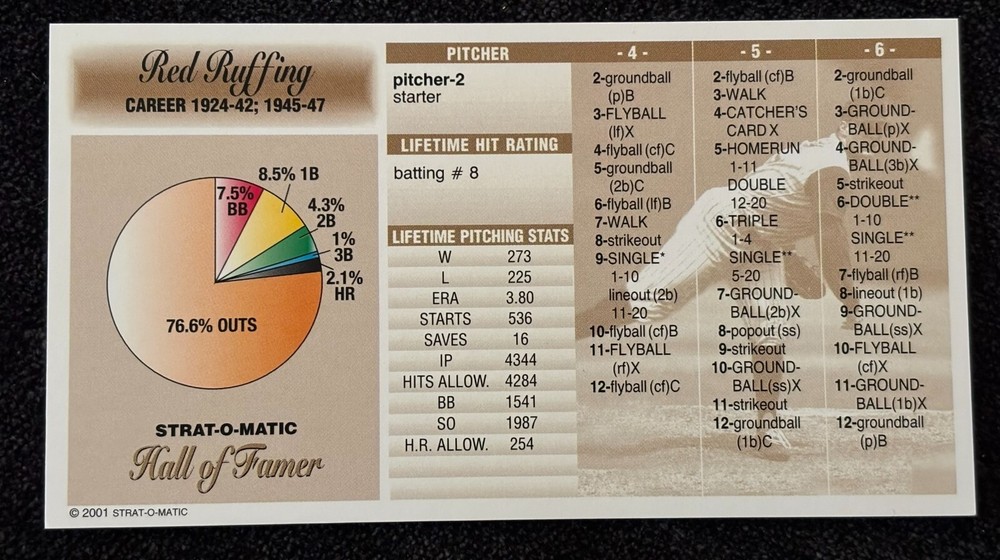 Red Ruffing
CAREER 1924-42; 1945-47
7.5%
BB
8.5% 1B
4.3%
2B
1%
3B
2.1%
HR
76.6% OUTS
STRAT-O-MATIC
Hall of Famer
© 2001 STRAT-O-MATIC
PITCHER
pitcher-2
starter
LIFETIME HIT RATING
batting # 8
LIFETIME PITCHING STATS
W 273
L 225
ERA 3.80
STARTS 536
SAVES 16
IP 4344
HITS ALLOW. 4284
BB 1541
SO 1987
H.R. ALLOW. 254
- 4 -
2-groundball
(p)B
3-FLYBALL
(lf)X
4-flyball (cf)C
5-groundball
(2b)C
6-flyball (lf)B
7-WALK
8-strikeout
9-SINGLE*
1-10
lineout (2b)
11-20
10-flyball (cf)B
11-FLYBALL
(rf)X
12-flyball (cf)C
- 5 -
2-flyball (cf)B
3-WALK
4-CATCHER'S
CARD X
5-HOMERUN
1-11
DOUBLE
12-20
6-TRIPLE
1-4
SINGLE**
5-20
7-GROUND-
BALL(2b)X
8-popout (ss)
9-strikeout
10-GROUND-
BALL(ss)X
11-strikeout
12-groundball
(1b)C
- 6 -
2-groundball
(1b)C
3-GROUND-
BALL(p)X
4-GROUND-
BALL(3b)X
5-strikeout
6-DOUBLE**
1-10
SINGLE**
11-20
7-flyball (rf)B
8-lineout (1b)
9-GROUND-
BALL(ss)X
10-FLYBALL
(cf)X
11-GROUND-
BALL(1b)X
12-groundball
(p)B